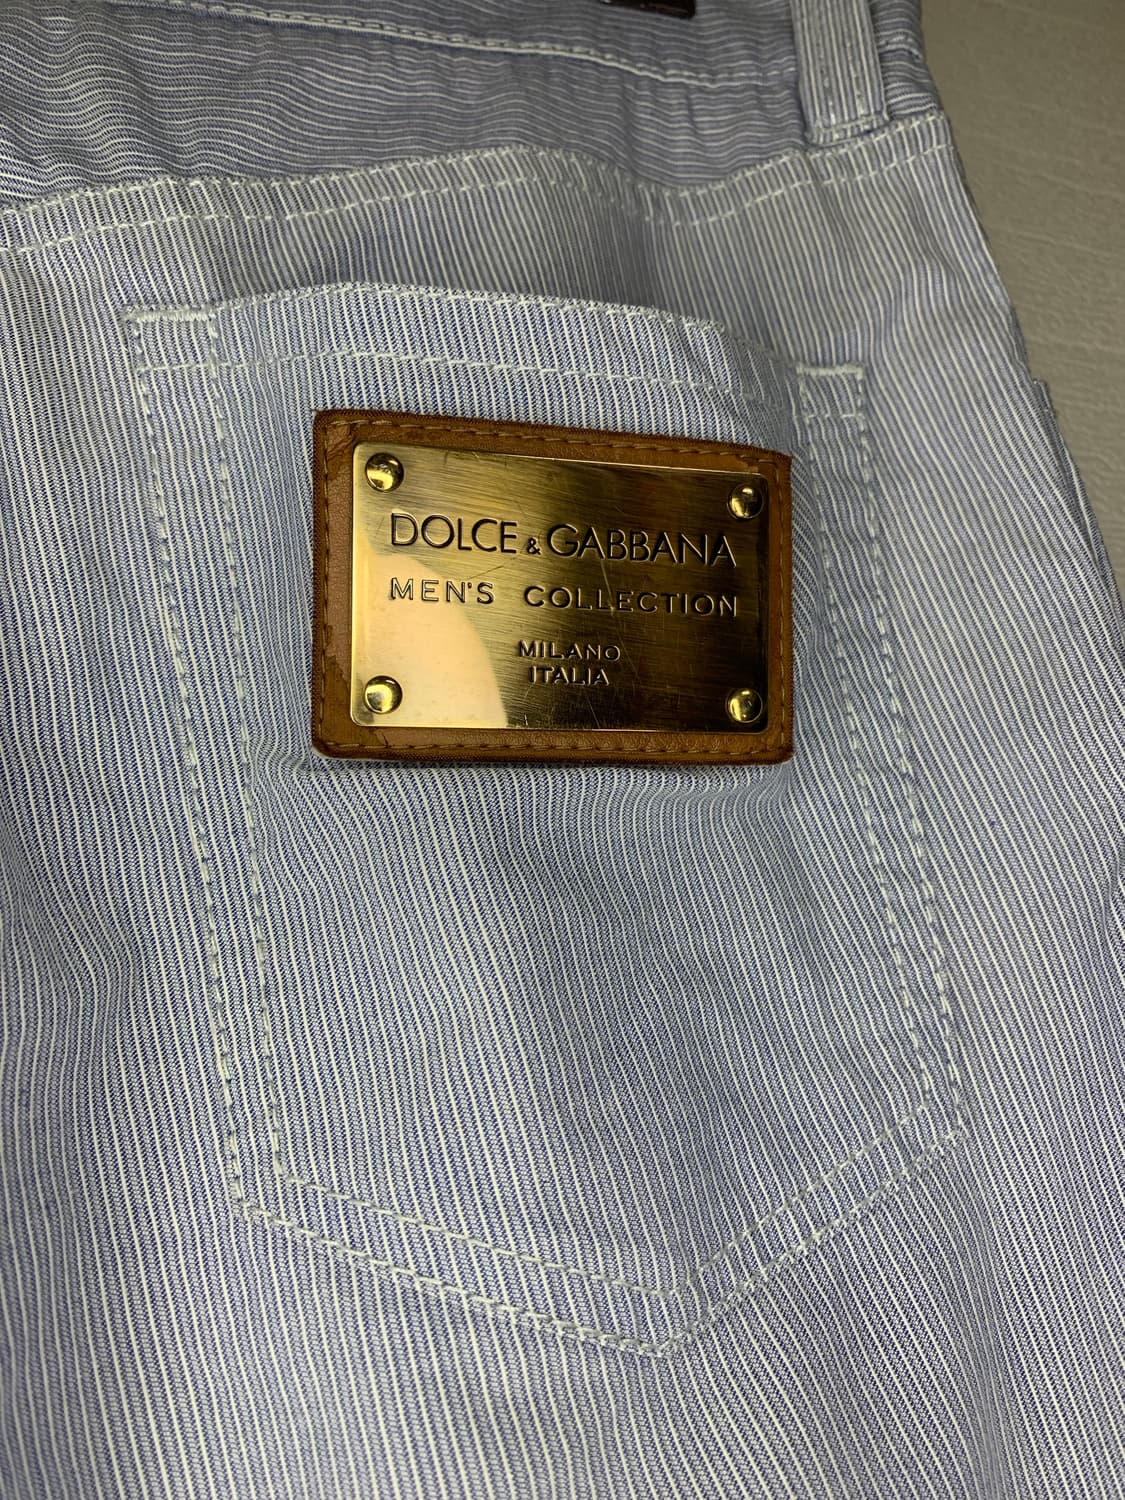 DOLCE & GABBANA
MEN'S COLLECTION
MILANO
ITALIA